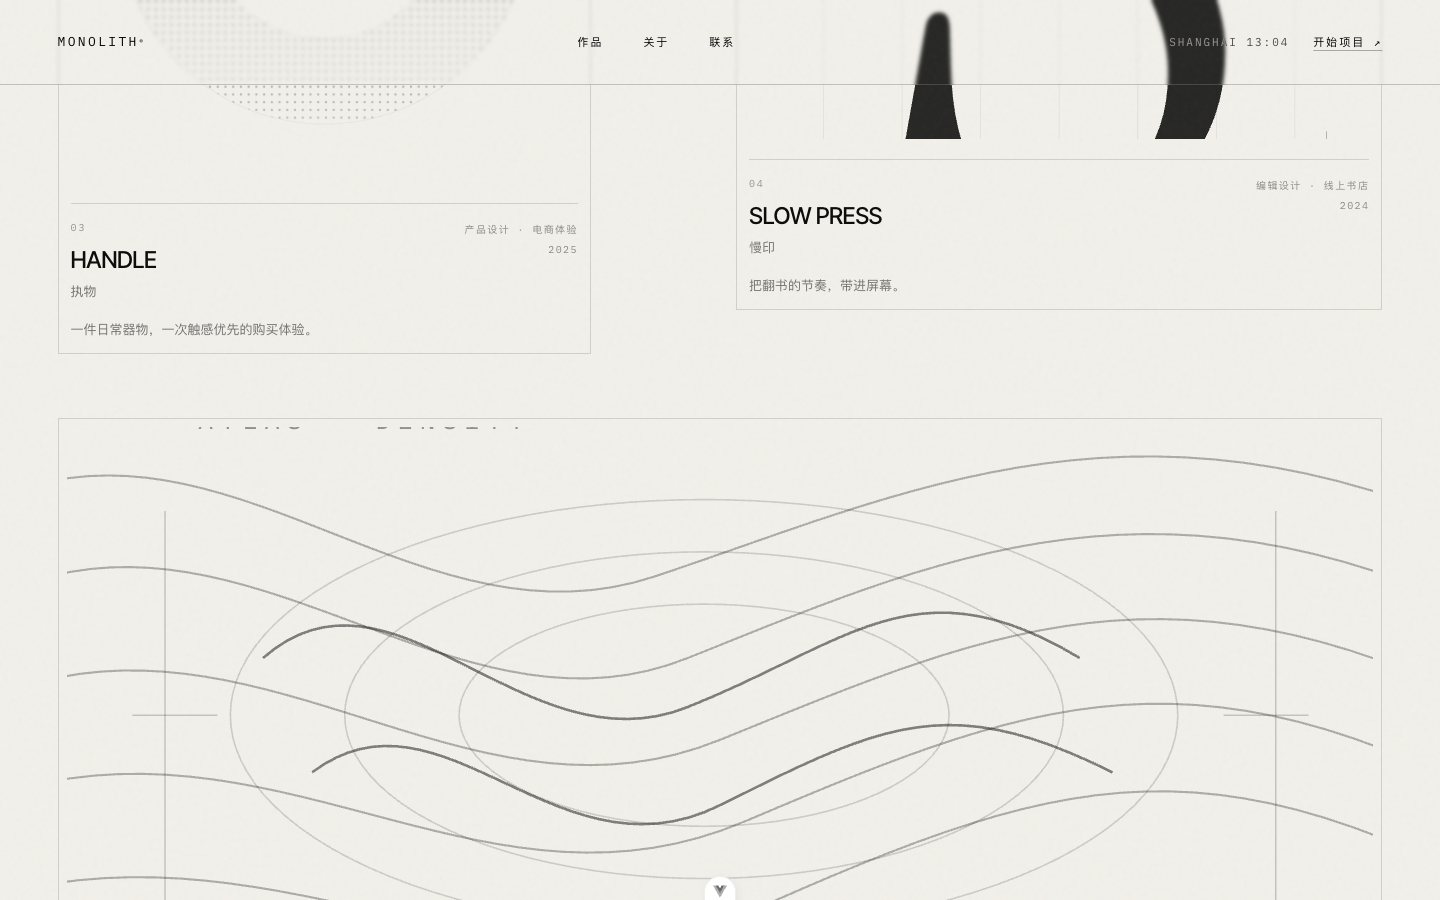 MONOLITH®
作品 关于 联系
SHANGHAI 13:04 开始项目 ↗
03
产品设计 · 电商体验
2025
HANDLE
执物
一件日常器物，一次触感优先的购买体验。
04
编辑设计 · 线上书店
2024
SLOW PRESS
慢印
把翻书的节奏，带进屏幕。